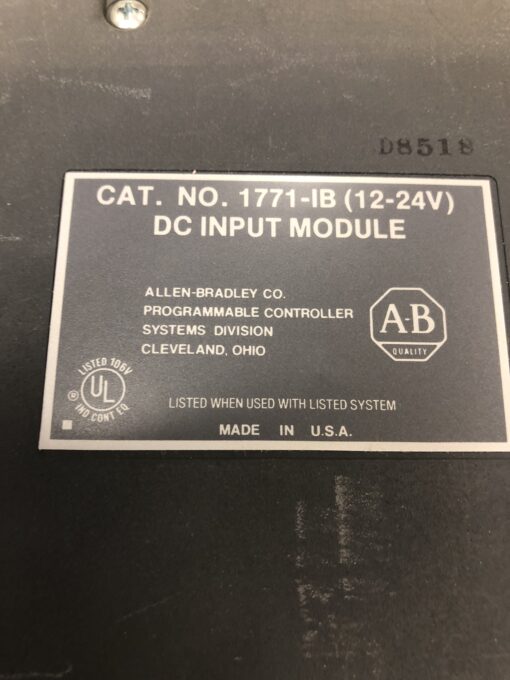 D8518
CAT. NO. 1771-IB (12-24V)
DC INPUT MODULE
ALLEN-BRADLEY CO.
PROGRAMMABLE CONTROLLER
SYSTEMS DIVISION
CLEVELAND, OHIO
A-B
QUALITY
LISTED 106V
UL
®
IND CONT EQ
LISTED WHEN USED WITH LISTED SYSTEM
MADE IN U.S.A.